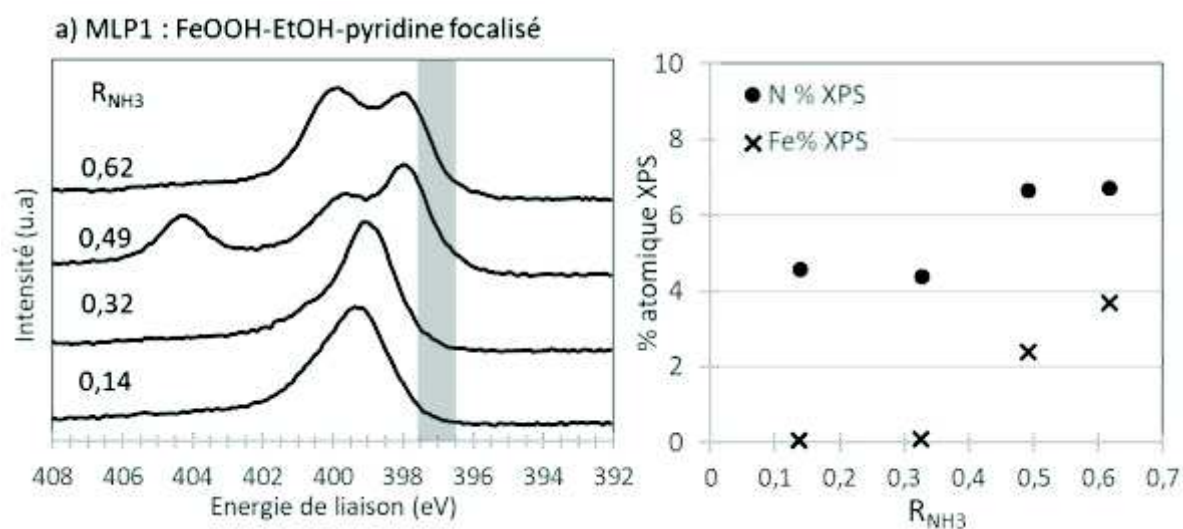 a) MLP1 : FeOOH-EtOH-pyridine focalisé
R_NH3
0,62
0,49
0,32
0,14
Intensité (u.a)
408 406 404 402 400 398 396 394 392
Energie de liaison (eV)
N % XPS
Fe% XPS
% atomique XPS
10
8
6
4
2
0
0 0,1 0,2 0,3 0,4 0,5 0,6 0,7
R_NH3